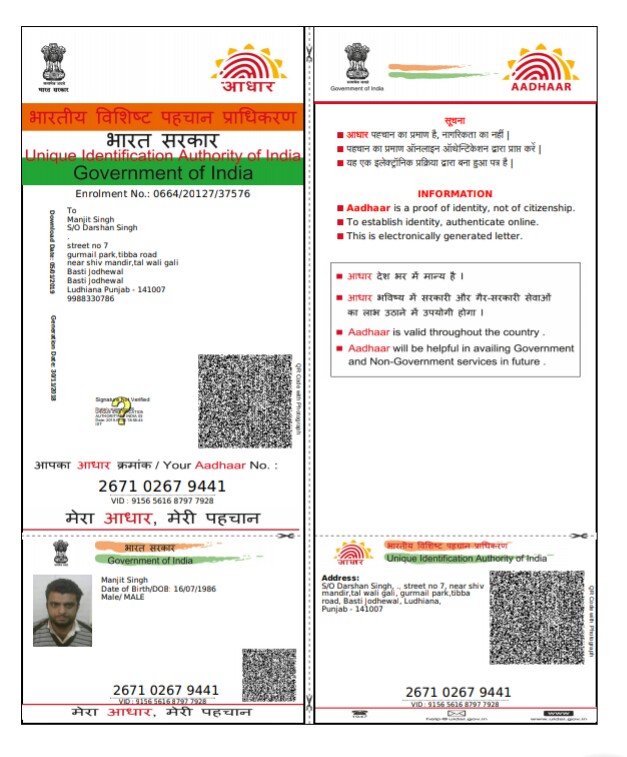 भारत सरकार
आधार
भारतीय विशिष्ट पहचान प्राधिकरण
भारत सरकार
Unique Identification Authority of India
Government of India
Enrolment No.: 0664/20127/37576
To
Manjit Singh
S/O Darshan Singh
.
street no 7
gurmail park,tibba road
near shiv mandir,tal wali gali
Basti jodhewal
Basti Jodhewal
Ludhiana Punjab - 141007
9988330786
Download Date: 05/01/2019
Generation Date: 30/11/2018
Signature Not Verified
QR Code with Photograph
आपका आधार क्रमांक / Your Aadhaar No. :
2671 0267 9441
VID : 9156 5616 8797 7928
मेरा आधार, मेरी पहचान
भारत सरकार
Government of India
Manjit Singh
Date of Birth/DOB: 16/07/1986
Male/ MALE
2671 0267 9441
VID : 9156 5616 8797 7928
मेरा आधार, मेरी पहचान
Government of India
AADHAAR
सूचना
आधार पहचान का प्रमाण है, नागरिकता का नहीं |
पहचान का प्रमाण ऑनलाइन ऑथेन्टिकेशन द्वारा प्राप्त करें |
यह एक इलेक्ट्रॉनिक प्रक्रिया द्वारा बना हुआ पत्र है |
INFORMATION
Aadhaar is a proof of identity, not of citizenship.
To establish identity, authenticate online.
This is electronically generated letter.
आधार देश भर में मान्य है ।
आधार भविष्य में सरकारी और गैर-सरकारी सेवाओं
का लाभ उठाने में उपयोगी होगा ।
Aadhaar is valid throughout the country .
Aadhaar will be helpful in availing Government
and Non-Government services in future .
भारतीय विशिष्ट पहचान प्राधिकरण
Unique Identification Authority of India
आधार
Address:
S/O Darshan Singh, ., street no 7, near shiv
mandir,tal wali gali, gurmail park,tibba
road, Basti Jodhewal, Ludhiana,
Punjab - 141007
QR Code with Photograph
2671 0267 9441
VID : 9156 5616 8797 7928
www